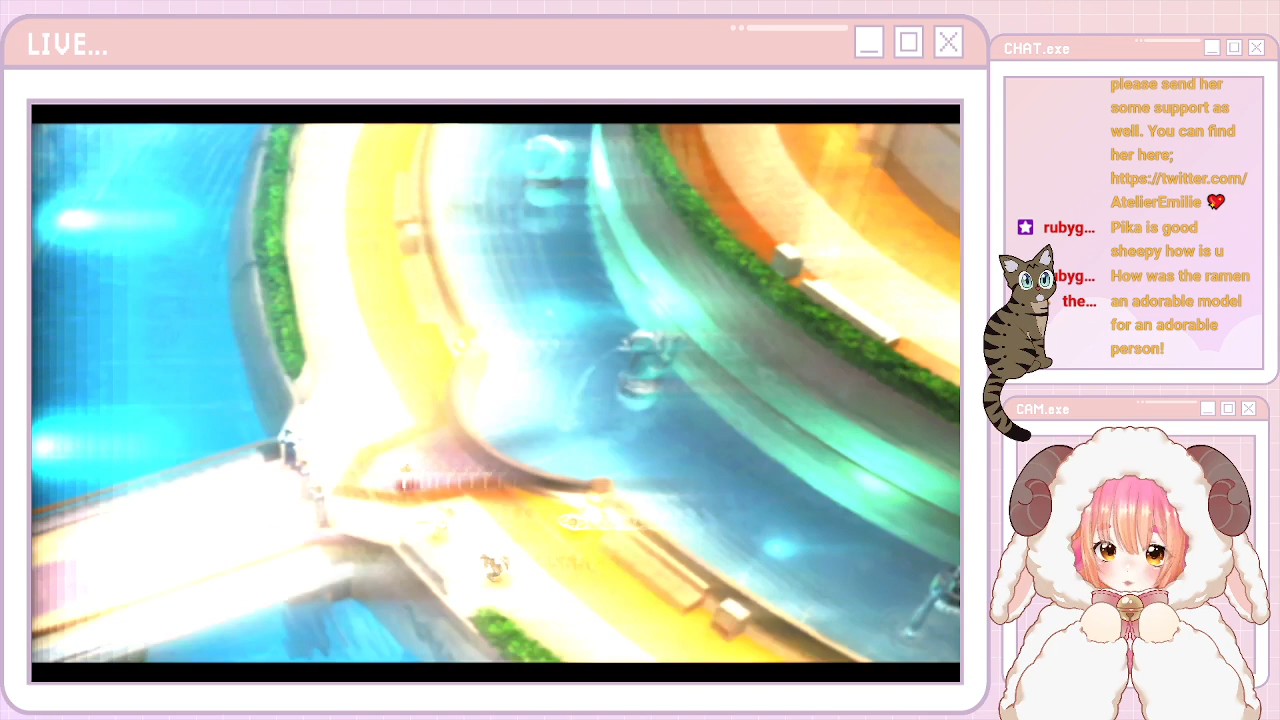 LIVE...
CHAT.exe
please send her
some support as
well. You can find
her here;
https://twitter.com/
AtelierEmilie
rubyg... Pika is good
sheepy how is u
ubyg... How was the ramen
the... an adorable model
for an adorable
person!
CAM.exe